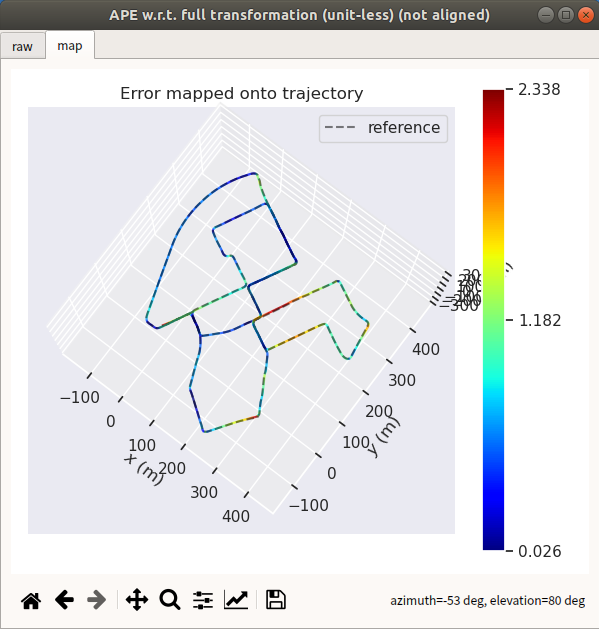 APE w.r.t. full transformation (unit-less) (not aligned)
raw
map
Error mapped onto trajectory
reference
2.338
1.182
0.026
400
300
200
100
0
−100
y (m)
−100
0
100
200
300
400
x (m)
azimuth=-53 deg, elevation=80 deg